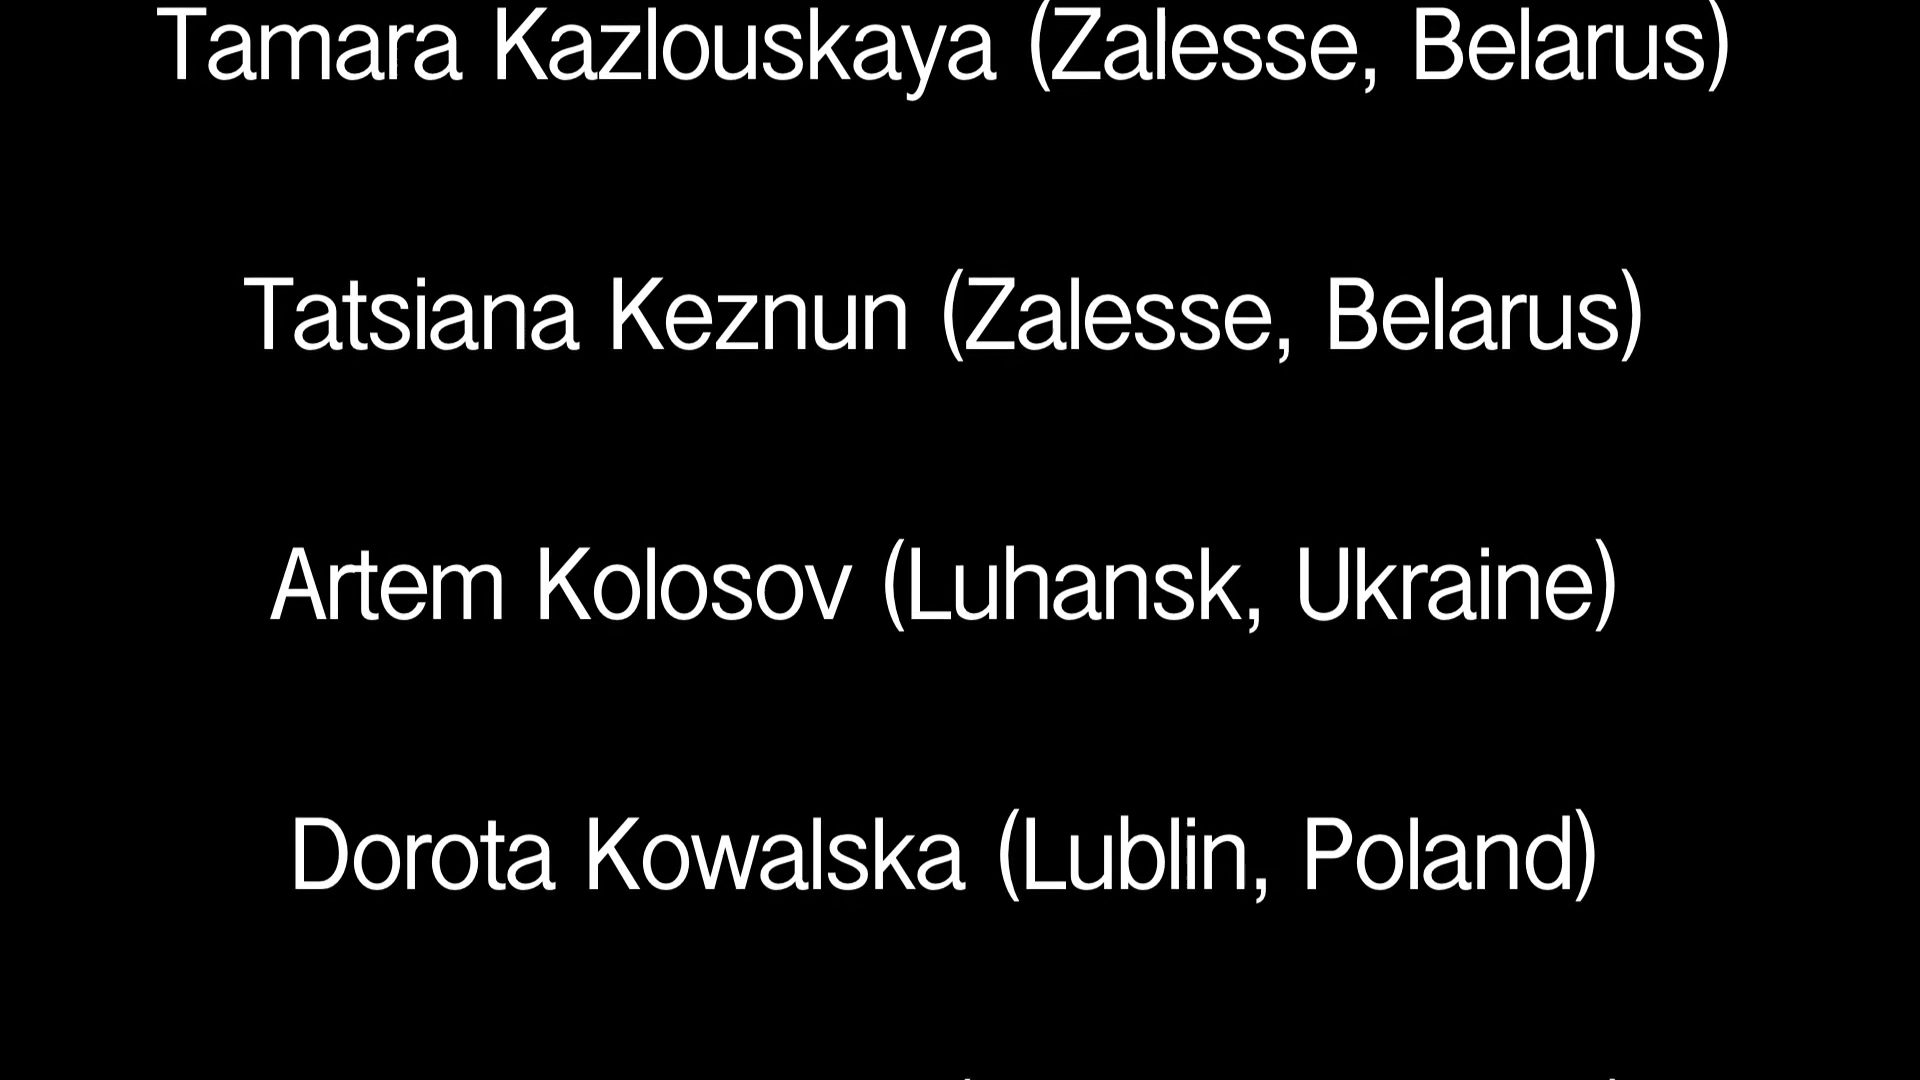 Tamara Kazlouskaya (Zalesse, Belarus)
Tatsiana Keznun (Zalesse, Belarus)
Artem Kolosov (Luhansk, Ukraine)
Dorota Kowalska (Lublin, Poland)